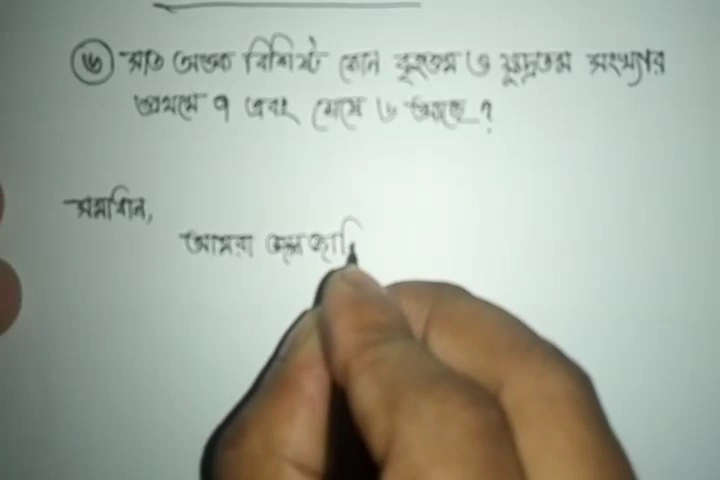 ৬ সাত অঙ্ক বিশিষ্ট কোন বৃহত্তম ও ক্ষুদ্রতম সংখ্যার
প্রথমে ৭ এবং শেষে ৬ আছে?
সমাধান,
আমরা